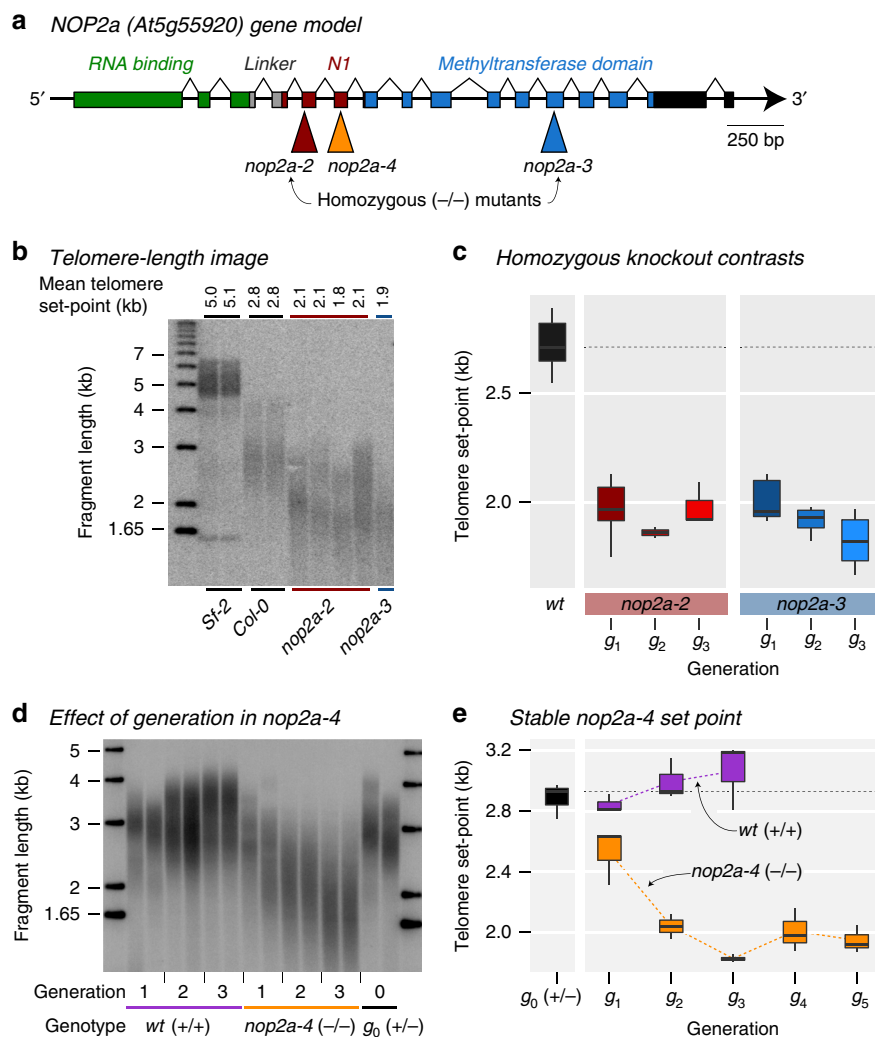 a NOP2a (At5g55920) gene model
RNA binding Linker N1 Methyltransferase domain
5′ 3′
250 bp
nop2a-2 nop2a-4 nop2a-3
Homozygous (–/–) mutants
b Telomere-length image
Mean telomere set-point (kb)
5.0 5.1 2.8 2.8 2.1 2.1 1.8 2.1 1.9
Fragment length (kb)
7
5
4
3
2
1.65
Sf-2 Col-0 nop2a-2 nop2a-3
c Homozygous knockout contrasts
Telomere set-point (kb)
2.5
2.0
wt nop2a-2 nop2a-3
g1 g2 g3 g1 g2 g3
Generation
d Effect of generation in nop2a-4
Fragment length (kb)
5
4
3
2
1.65
Generation 1 2 3 1 2 3 0
Genotype wt (+/+) nop2a-4 (–/–) g0 (+/–)
e Stable nop2a-4 set point
Telomere set-point (kb)
3.2
2.8
2.4
2.0
wt (+/+)
nop2a-4 (–/–)
g0 (+/–) g1 g2 g3 g4 g5
Generation